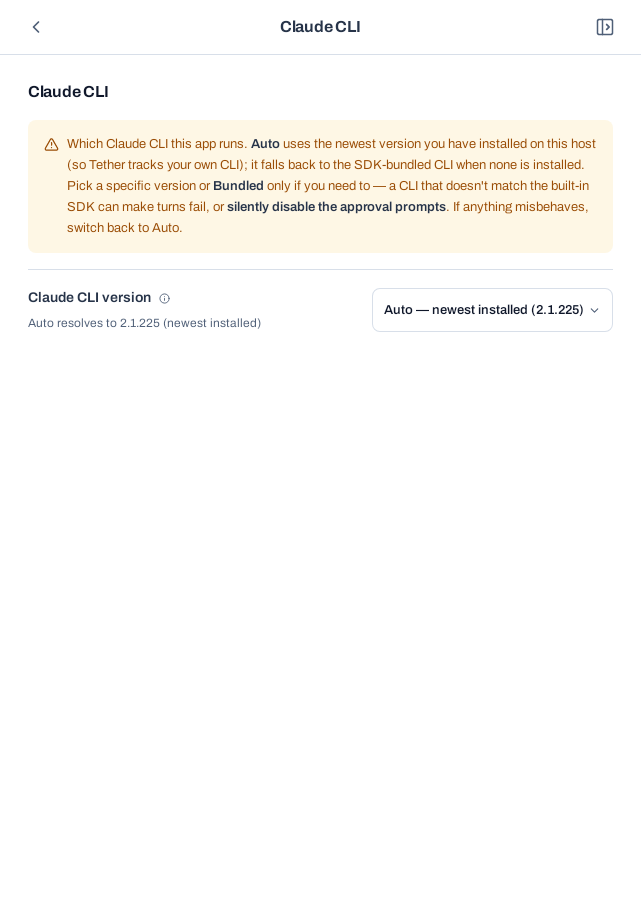 Claude CLI
Claude CLI
Which Claude CLI this app runs. Auto uses the newest version you have installed on this host
(so Tether tracks your own CLI); it falls back to the SDK-bundled CLI when none is installed.
Pick a specific version or Bundled only if you need to — a CLI that doesn't match the built-in
SDK can make turns fail, or silently disable the approval prompts. If anything misbehaves,
switch back to Auto.
Claude CLI version
Auto resolves to 2.1.225 (newest installed)
Auto — newest installed (2.1.225)